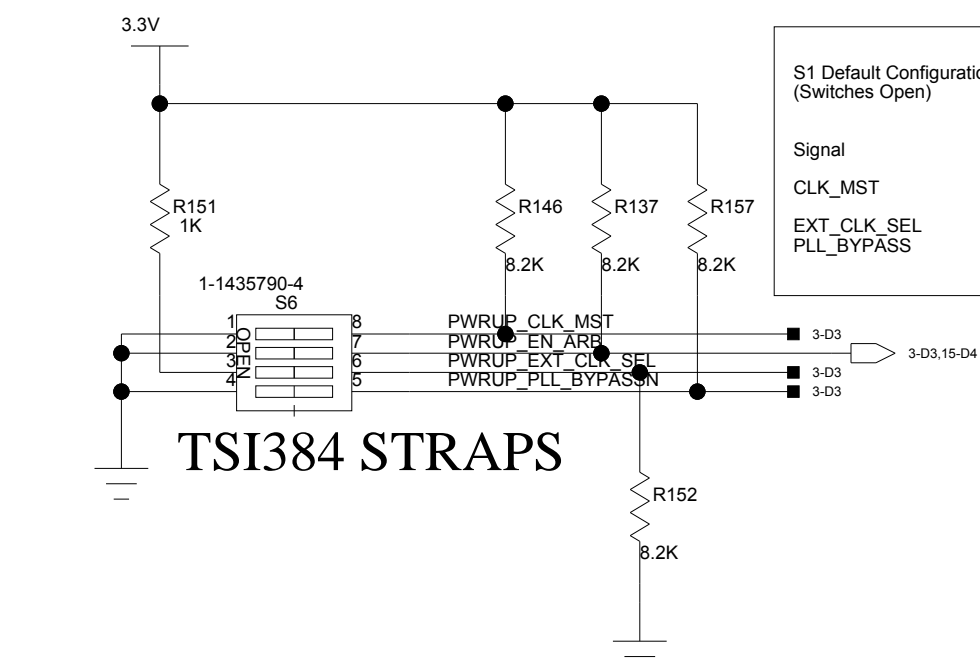 3.3V
S1 Default Configuratio
(Switches Open)
Signal
CLK_MST
EXT_CLK_SEL
PLL_BYPASS
R151
1K
R146
8.2K
R137
8.2K
R157
8.2K
1-1435790-4
S6
1
2
3
4
OPEN
8
7
6
5
PWRUP_CLK_MST
PWRUP_EN_ARB
PWRUP_EXT_CLK_SEL
PWRUP_PLL_BYPASSN
3-D3
3-D3,15-D4
3-D3
3-D3
TSI384 STRAPS
R152
8.2K